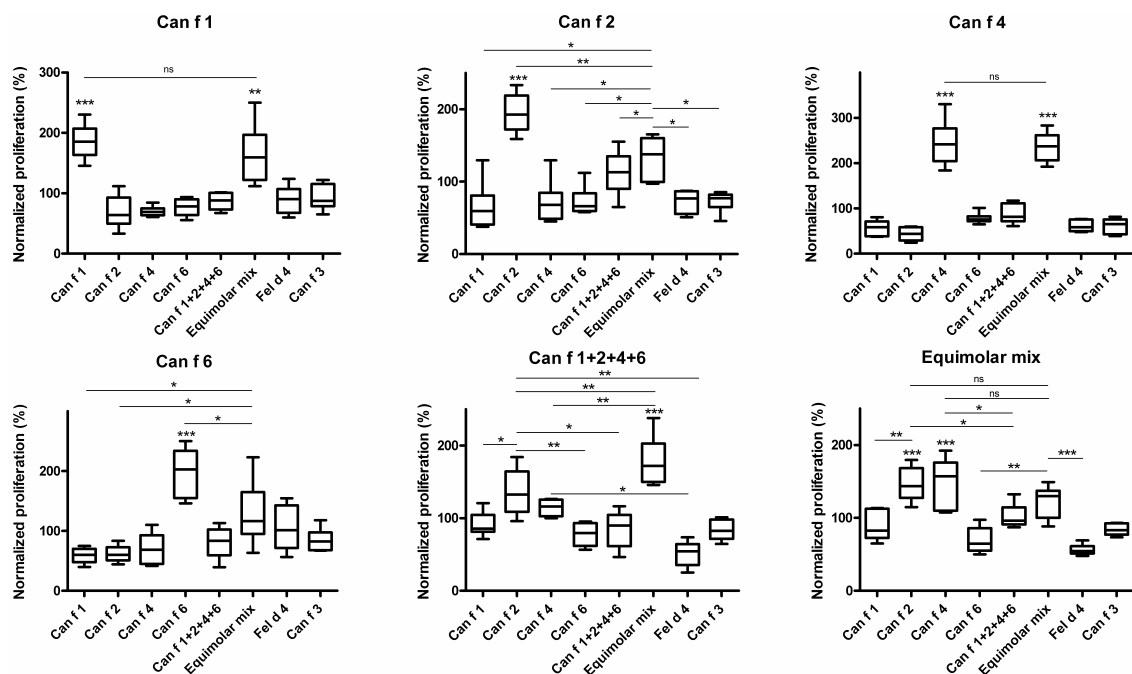 Can f 1
Normalized proliferation (%)
300
200
100
0
ns
***
**
Can f 1
Can f 2
Can f 4
Can f 6
Can f 1+2+4+6
Equimolar mix
Fel d 4
Can f 3
Can f 2
Normalized proliferation (%)
200
100
0
*
**
***
*
*
*
*
*
Can f 1
Can f 2
Can f 4
Can f 6
Can f 1+2+4+6
Equimolar mix
Fel d 4
Can f 3
Can f 4
Normalized proliferation (%)
300
200
100
0
ns
***
***
Can f 1
Can f 2
Can f 4
Can f 6
Can f 1+2+4+6
Equimolar mix
Fel d 4
Can f 3
Can f 6
Normalized proliferation (%)
200
100
0
*
*
*
***
Can f 1
Can f 2
Can f 4
Can f 6
Can f 1+2+4+6
Equimolar mix
Fel d 4
Can f 3
Can f 1+2+4+6
Normalized proliferation (%)
200
100
0
**
**
**
***
*
*
**
*
Can f 1
Can f 2
Can f 4
Can f 6
Can f 1+2+4+6
Equimolar mix
Fel d 4
Can f 3
Equimolar mix
Normalized proliferation (%)
200
100
0
ns
ns
*
*
**
***
***
**
***
Can f 1
Can f 2
Can f 4
Can f 6
Can f 1+2+4+6
Equimolar mix
Fel d 4
Can f 3